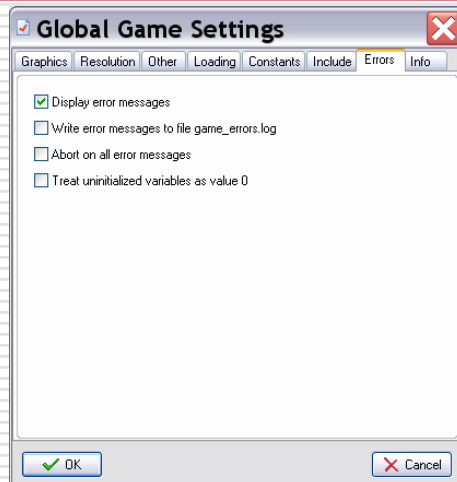 Global Game Settings
Graphics Resolution Other Loading Constants Include Errors Info
Display error messages
Write error messages to file game_errors.log
Abort on all error messages
Treat uninitialized variables as value 0
OK Cancel